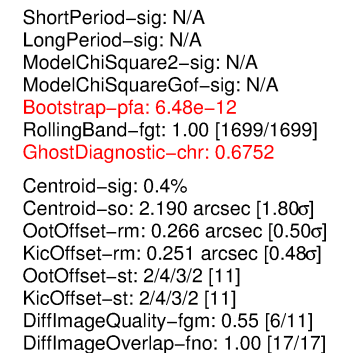 ShortPeriod−sig: N/A
LongPeriod−sig: N/A
ModelChiSquare2−sig: N/A
ModelChiSquareGof−sig: N/A
Bootstrap−pfa: 6.48e−12
RollingBand−fgt: 1.00 [1699/1699]
GhostDiagnostic−chr: 0.6752
Centroid−sig: 0.4%
Centroid−so: 2.190 arcsec [1.80σ]
OotOffset−rm: 0.266 arcsec [0.50σ]
KicOffset−rm: 0.251 arcsec [0.48σ]
OotOffset−st: 2/4/3/2 [11]
KicOffset−st: 2/4/3/2 [11]
DiffImageQuality−fgm: 0.55 [6/11]
DiffImageOverlap−fno: 1.00 [17/17]